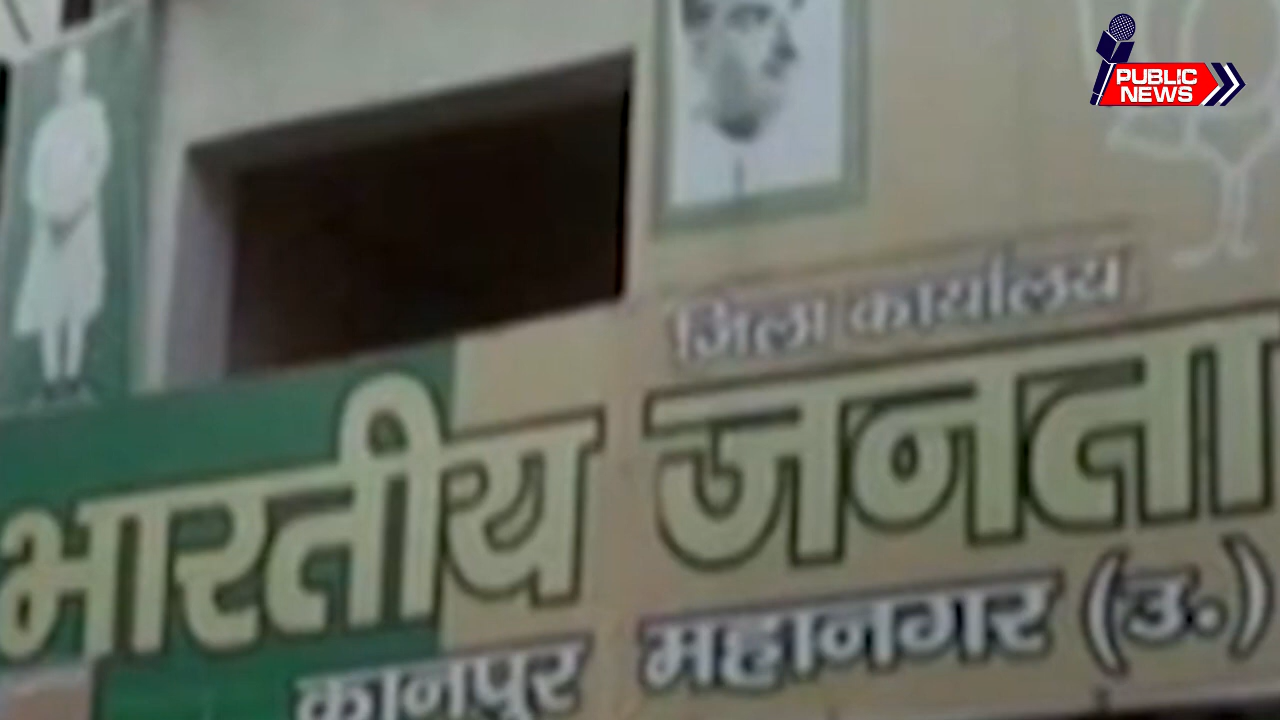 PUBLIC
NEWS
जिला कार्यालय
भारतीय जनता
कानपुर महानगर (उ.)